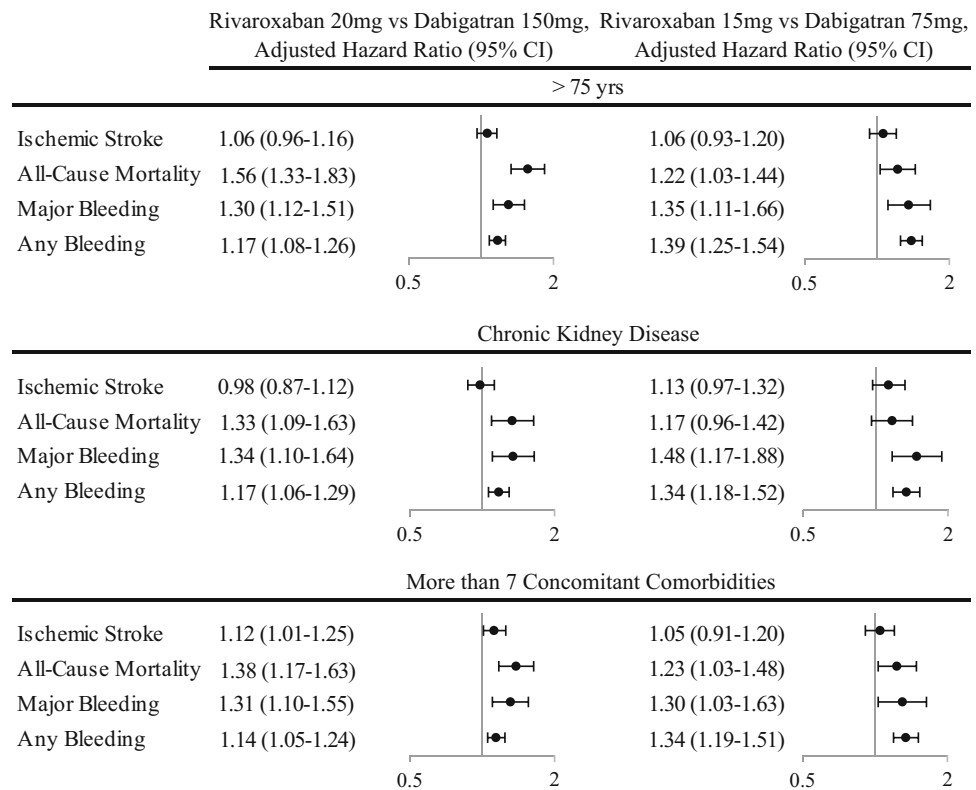 Rivaroxaban 20mg vs Dabigatran 150mg, Rivaroxaban 15mg vs Dabigatran 75mg,
Adjusted Hazard Ratio (95% CI) Adjusted Hazard Ratio (95% CI)
> 75 yrs
Ischemic Stroke 1.06 (0.96-1.16) 1.06 (0.93-1.20)
All-Cause Mortality 1.56 (1.33-1.83) 1.22 (1.03-1.44)
Major Bleeding 1.30 (1.12-1.51) 1.35 (1.11-1.66)
Any Bleeding 1.17 (1.08-1.26) 1.39 (1.25-1.54)
0.5 2 0.5 2
Chronic Kidney Disease
Ischemic Stroke 0.98 (0.87-1.12) 1.13 (0.97-1.32)
All-Cause Mortality 1.33 (1.09-1.63) 1.17 (0.96-1.42)
Major Bleeding 1.34 (1.10-1.64) 1.48 (1.17-1.88)
Any Bleeding 1.17 (1.06-1.29) 1.34 (1.18-1.52)
0.5 2 0.5 2
More than 7 Concomitant Comorbidities
Ischemic Stroke 1.12 (1.01-1.25) 1.05 (0.91-1.20)
All-Cause Mortality 1.38 (1.17-1.63) 1.23 (1.03-1.48)
Major Bleeding 1.31 (1.10-1.55) 1.30 (1.03-1.63)
Any Bleeding 1.14 (1.05-1.24) 1.34 (1.19-1.51)
0.5 2 0.5 2